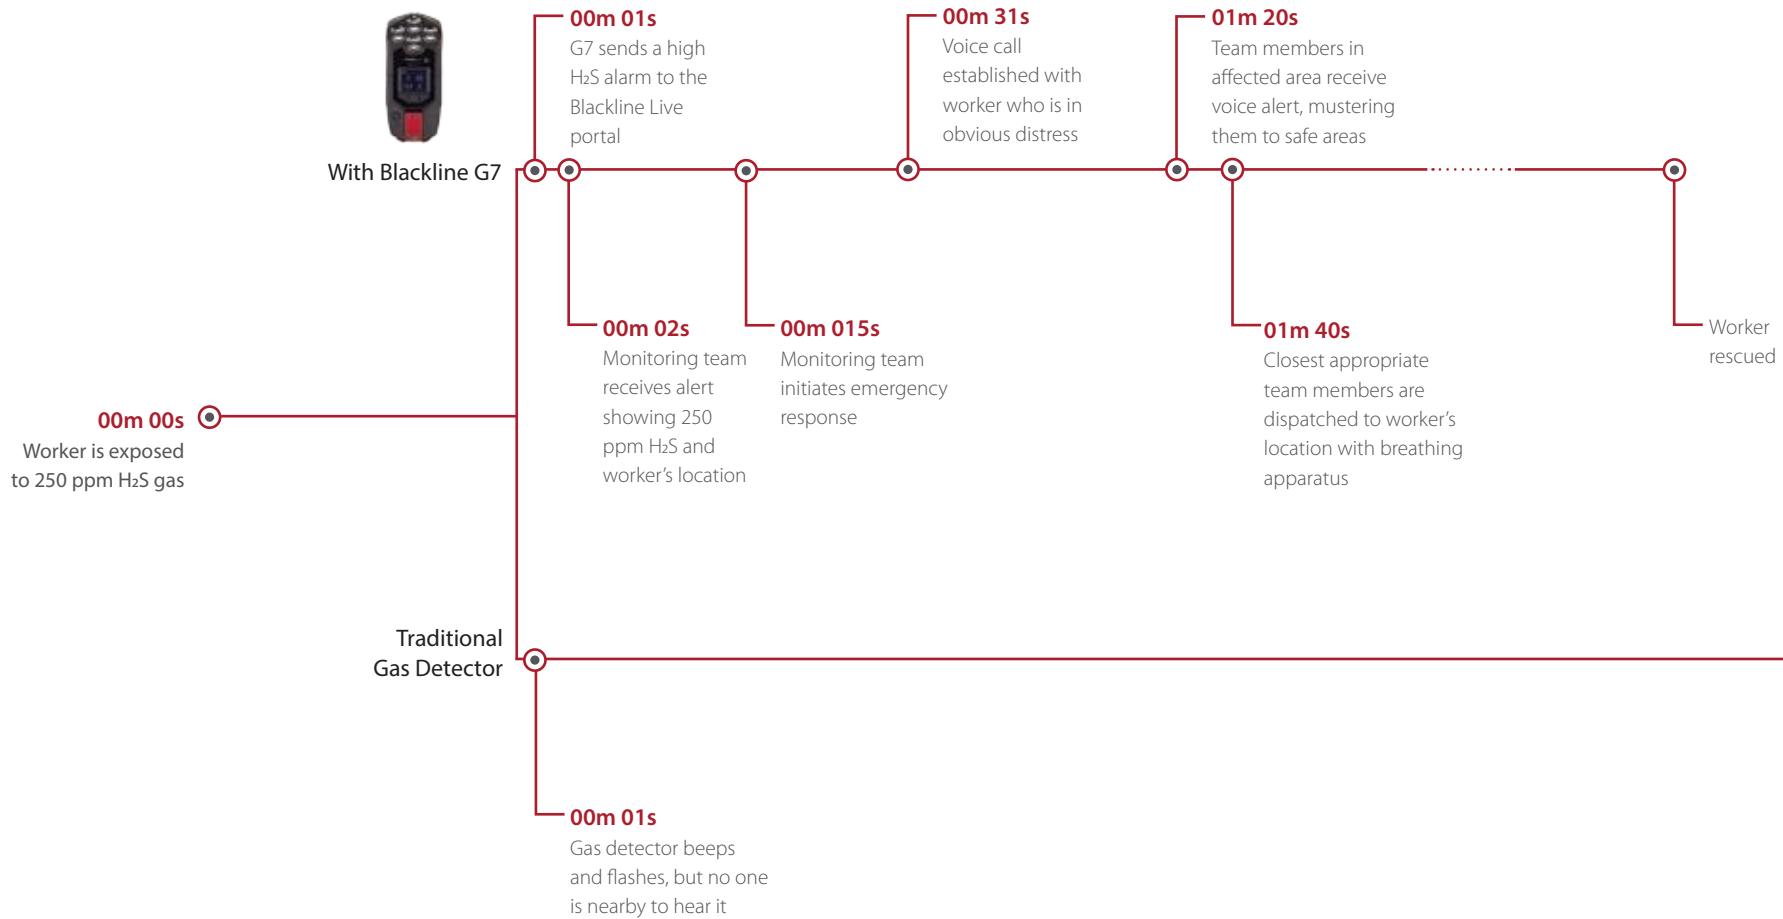 00m 01s
G7 sends a high
H₂S alarm to the
Blackline Live
portal
00m 31s
Voice call
established with
worker who is in
obvious distress
01m 20s
Team members in
affected area receive
voice alert, mustering
them to safe areas
With Blackline G7
00m 02s
Monitoring team
receives alert
showing 250
ppm H₂S and
worker’s location
00m 015s
Monitoring team
initiates emergency
response
01m 40s
Closest appropriate
team members are
dispatched to worker’s
location with breathing
apparatus
Worker
rescued
00m 00s
Worker is exposed
to 250 ppm H₂S gas
Traditional
Gas Detector
00m 01s
Gas detector beeps
and flashes, but no one
is nearby to hear it